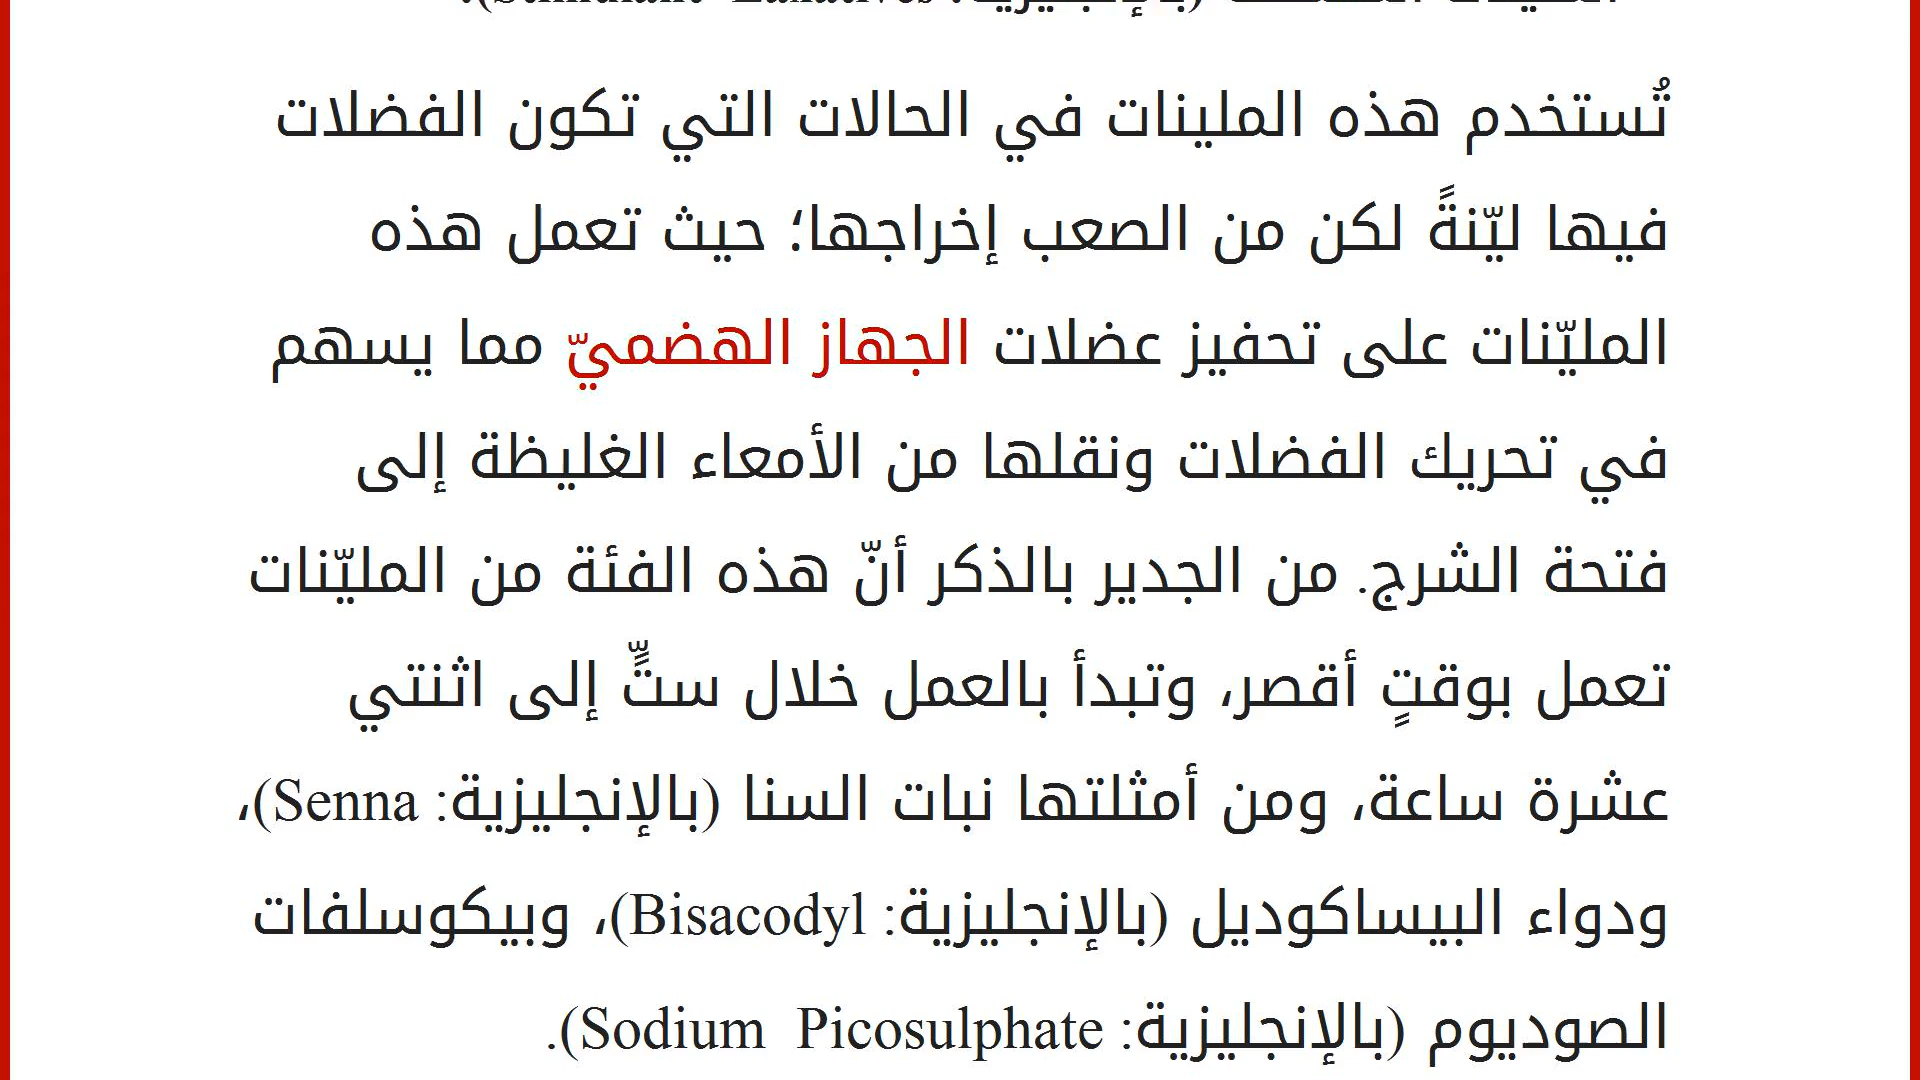 تُستخدم هذه الملينات في الحالات التي تكون الفضلات
فيها ليّنةً لكن من الصعب إخراجها؛ حيث تعمل هذه
المليّنات على تحفيز عضلات الجهاز الهضميّ مما يسهم
في تحريك الفضلات ونقلها من الأمعاء الغليظة إلى
فتحة الشرج. من الجدير بالذكر أنّ هذه الفئة من المليّنات
تعمل بوقتٍ أقصر، وتبدأ بالعمل خلال ستٍّ إلى اثنتي
عشرة ساعة، ومن أمثلتها نبات السنا (بالإنجليزية: Senna)،
ودواء البيساكوديل (بالإنجليزية: Bisacodyl)، وبيكوسلفات
الصوديوم (بالإنجليزية: Sodium Picosulphate).